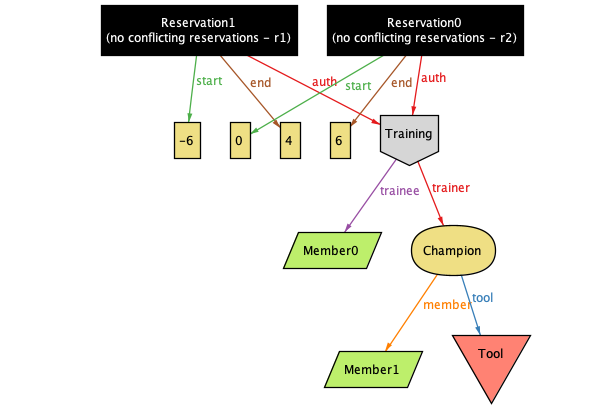 Reservation1
(no conflicting reservations - r1)
Reservation0
(no conflicting reservations - r2)
start
end
auth
start
end
auth
-6
0
4
6
Training
trainee
trainer
Member0
Champion
member
tool
Member1
Tool